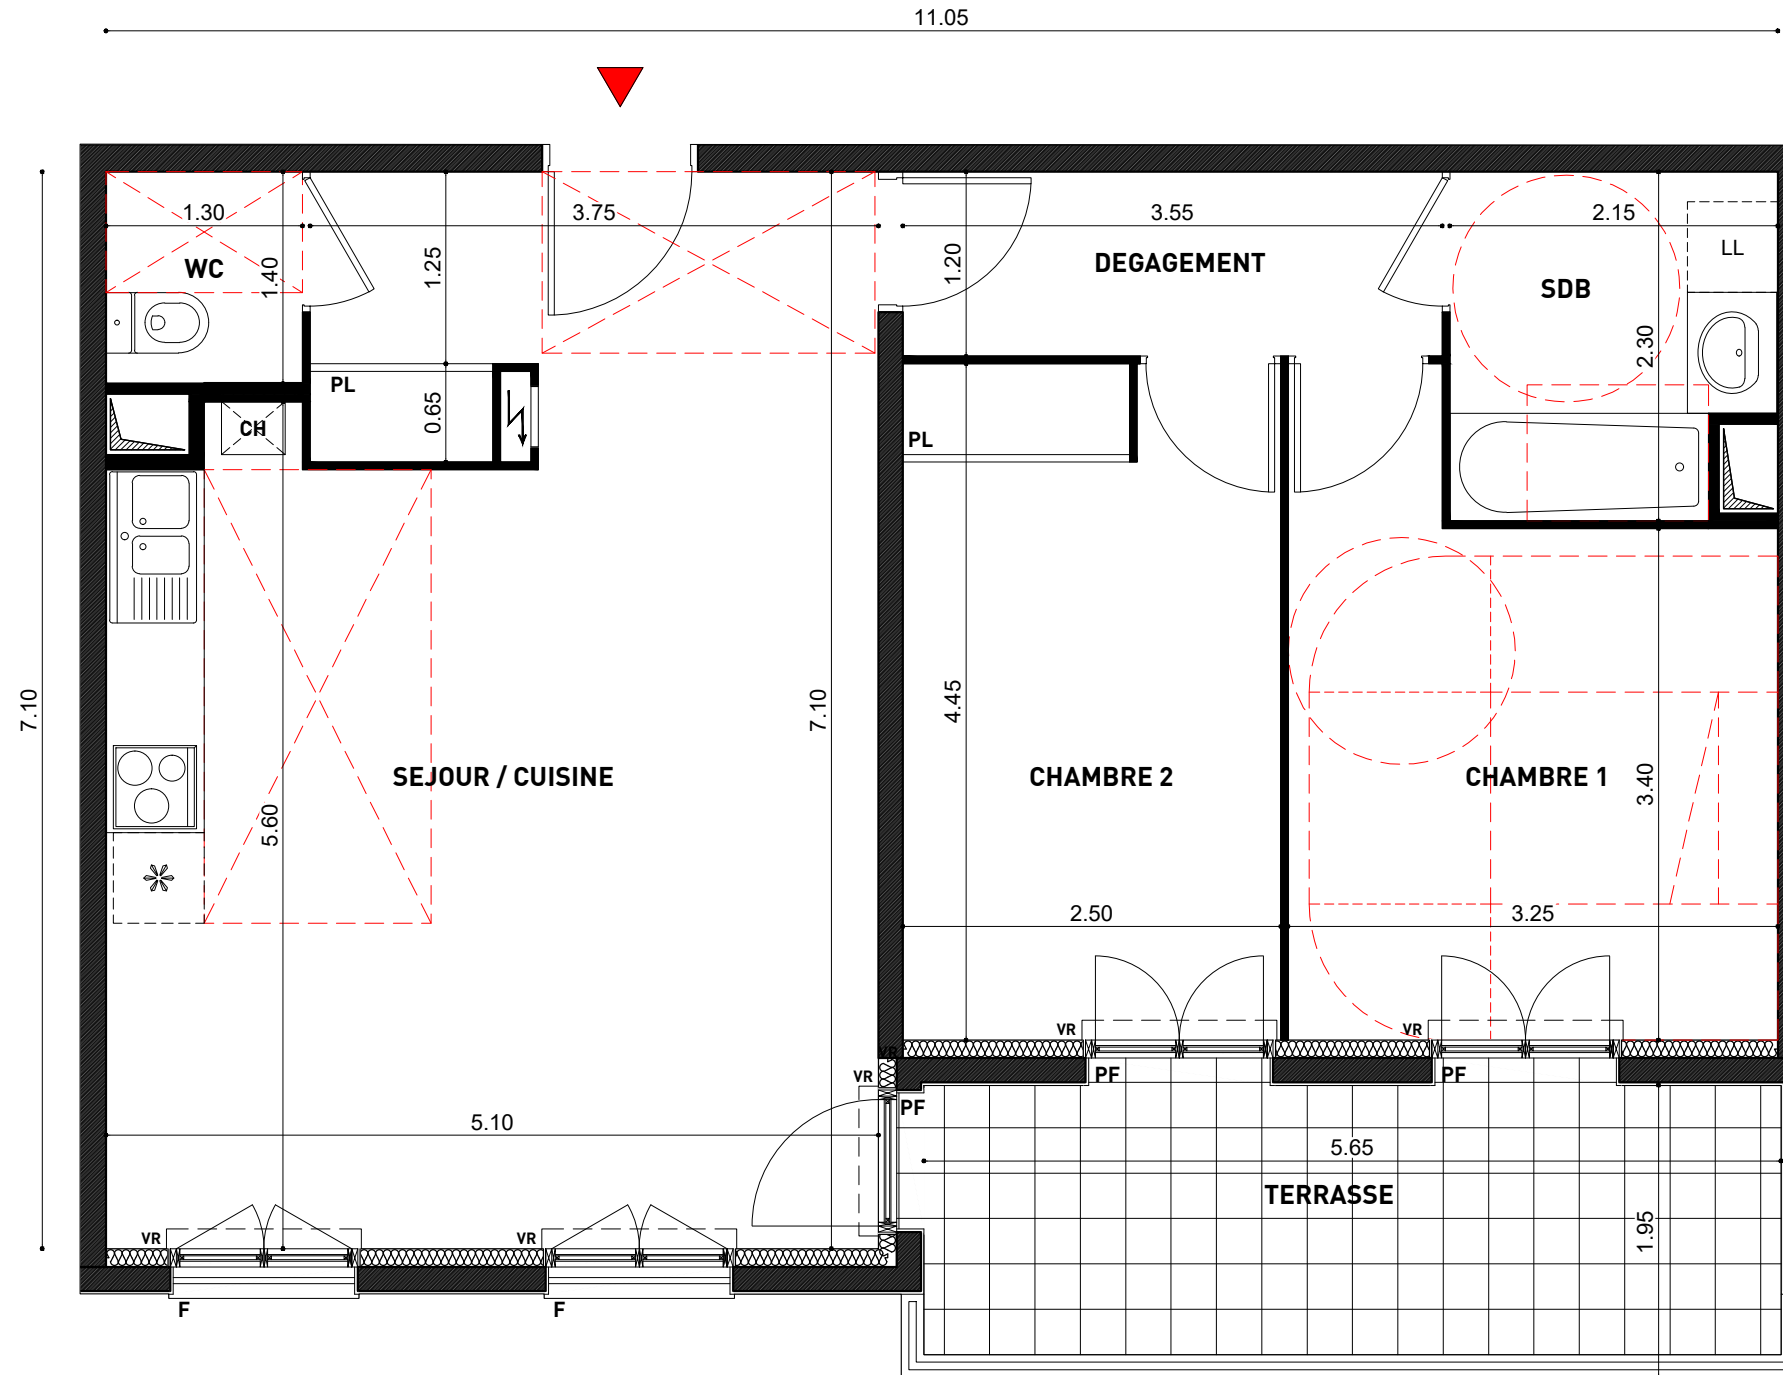 11.05
1.30
3.75
3.55
2.15
WC
1.40
1.25
1.20
DEGAGEMENT
SDB
LL
2.30
PL
0.65
CH
PL
7.10
7.10
4.45
SEJOUR / CUISINE
CHAMBRE 2
CHAMBRE 1
5.60
3.40
2.50
3.25
VR
VR
VR
VR
PF
PF
PF
5.10
5.65
TERRASSE
1.95
VR
VR
F
F